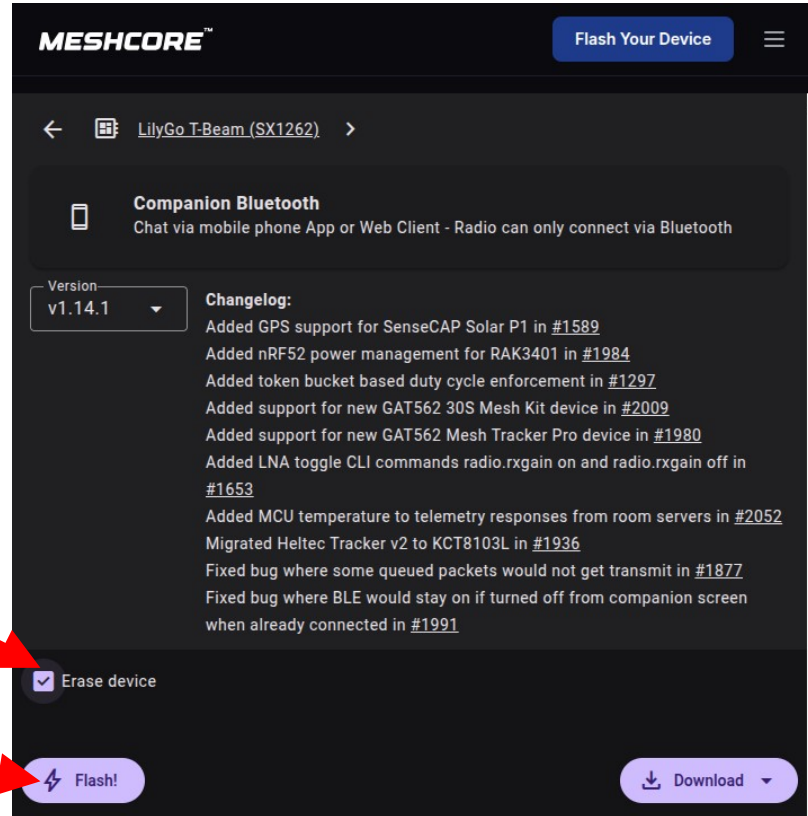 MESHCORE™
Flash Your Device
LilyGo T-Beam (SX1262)
Companion Bluetooth
Chat via mobile phone App or Web Client - Radio can only connect via Bluetooth
Version
v1.14.1
Changelog:
Added GPS support for SenseCAP Solar P1 in #1589
Added nRF52 power management for RAK3401 in #1984
Added token bucket based duty cycle enforcement in #1297
Added support for new GAT562 30S Mesh Kit device in #2009
Added support for new GAT562 Mesh Tracker Pro device in #1980
Added LNA toggle CLI commands radio.rxgain on and radio.rxgain off in
#1653
Added MCU temperature to telemetry responses from room servers in #2052
Migrated Heltec Tracker v2 to KCT8103L in #1936
Fixed bug where some queued packets would not get transmit in #1877
Fixed bug where BLE would stay on if turned off from companion screen
when already connected in #1991
Erase device
Flash!
Download